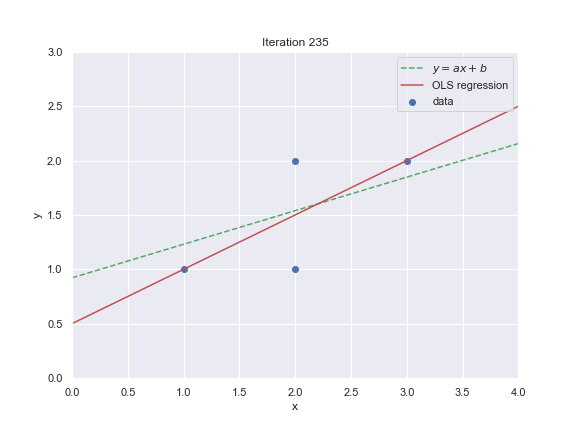 Iteration 235
y = ax + b
OLS regression
data
y
3.0
2.5
2.0
1.5
1.0
0.5
0.0
0.0 0.5 1.0 1.5 2.0 2.5 3.0 3.5 4.0
x